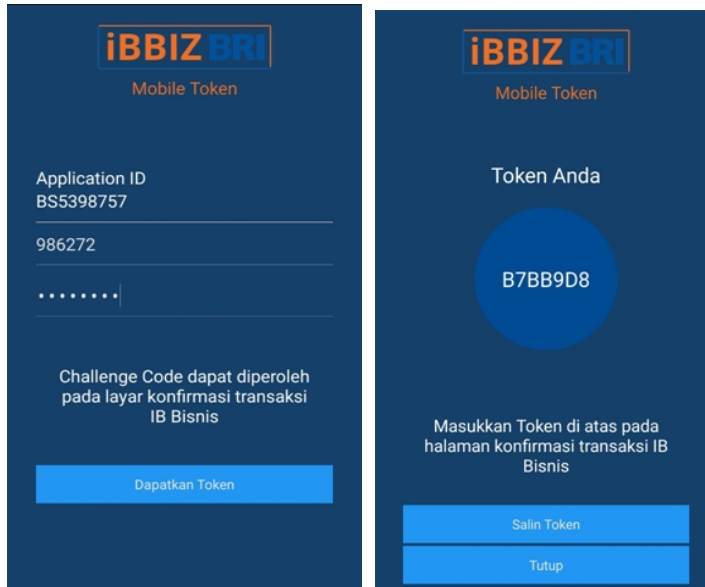 iBBIZ BRI
Mobile Token
Application ID
BS5398757
986272
Challenge Code dapat diperoleh
pada layar konfirmasi transaksi
IB Bisnis
Dapatkan Token
iBBIZ BRI
Mobile Token
Token Anda
B7BB9D8
Masukkan Token di atas pada
halaman konfirmasi transaksi IB
Bisnis
Salin Token
Tutup